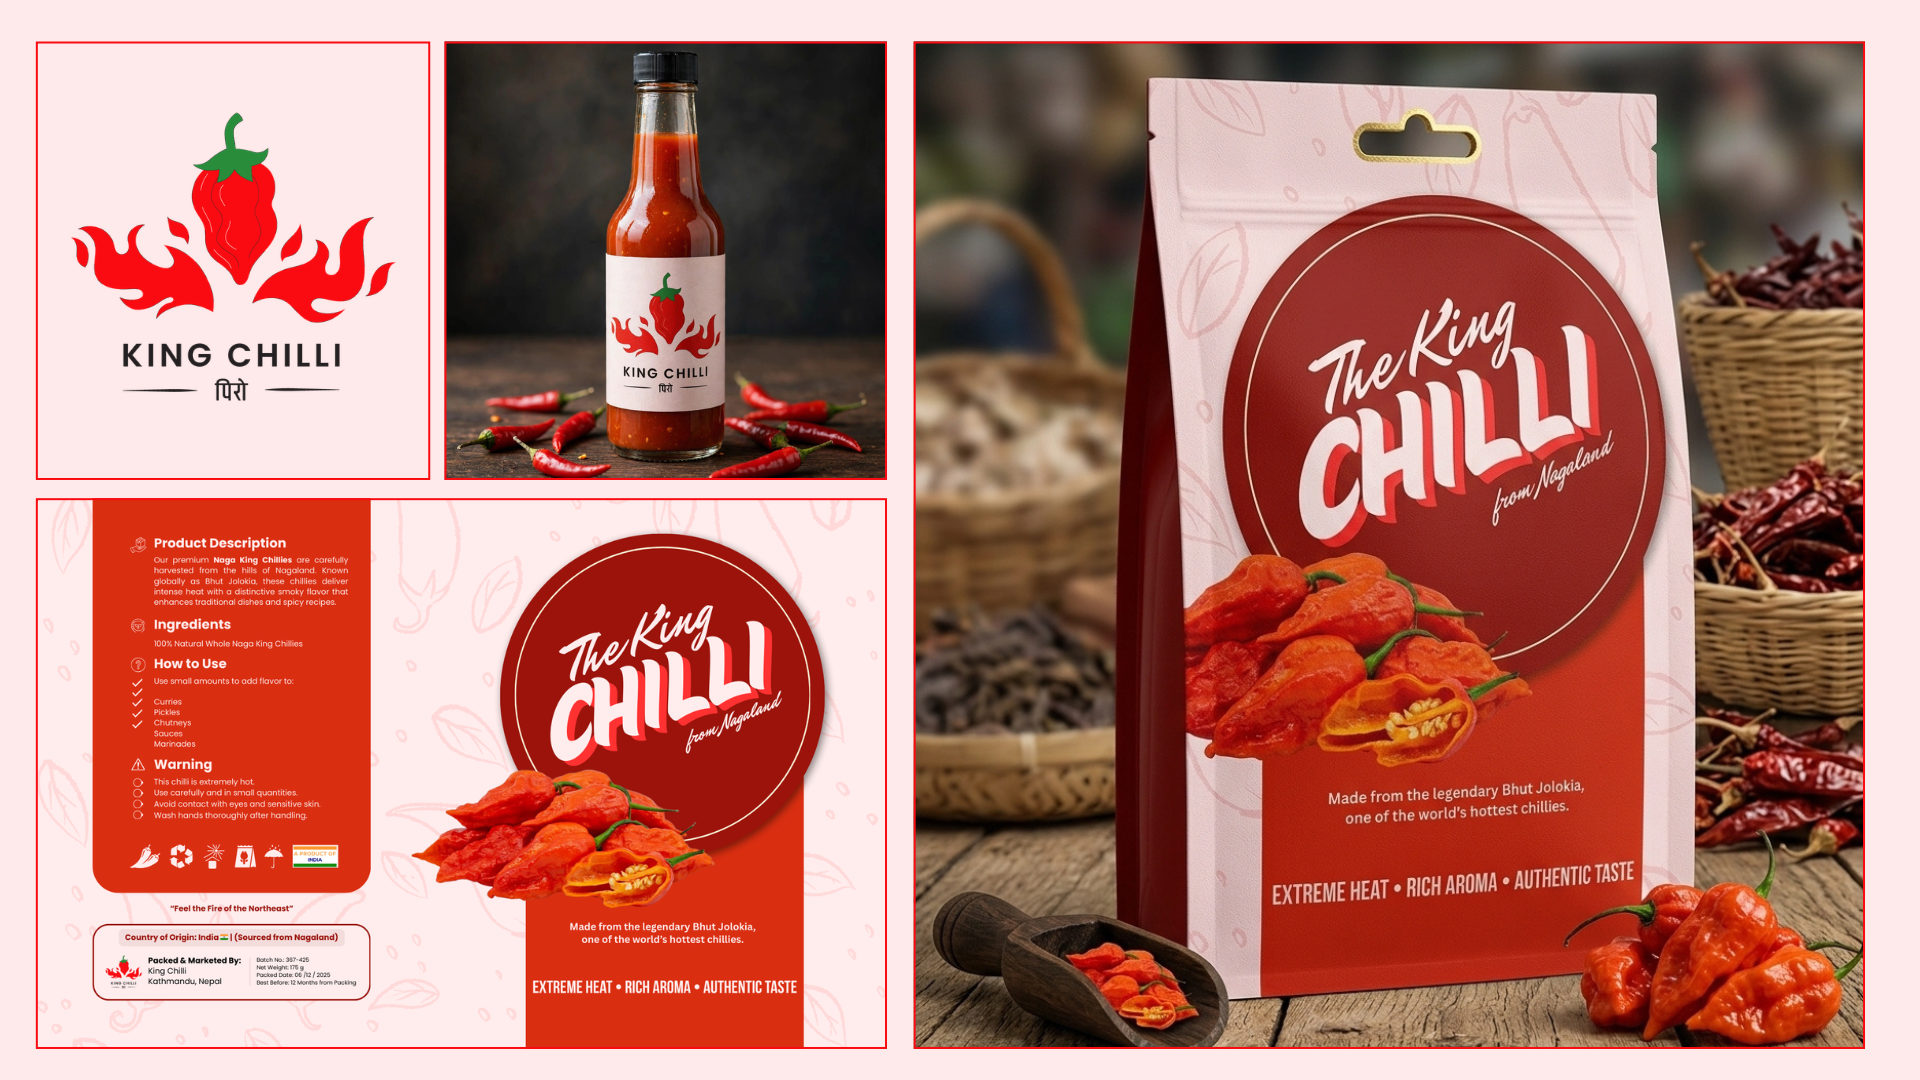 KING CHILLI
पिरो
KING CHILLI
पिरो
The King
CHILLI
from Nagaland
Made from the legendary Bhut Jolokia,
one of the world's hottest chillies.
EXTREME HEAT • RICH AROMA • AUTHENTIC TASTE
Product Description
Our premium Naga King Chillies are carefully
harvested from the hills of Nagaland. Known
globally as Bhut Jolokia, these chillies deliver
intense heat with a distinctive smoky flavor that
enhances traditional dishes and spicy recipes.
Ingredients
100% Natural Whole Naga King Chillies
How to Use
Use small amounts to add flavor to:
Curries
Pickles
Chutneys
Sauces
Marinades
Warning
This chilli is extremely hot.
Use carefully and in small quantities.
Avoid contact with eyes and sensitive skin.
Wash hands thoroughly after handling.
A PRODUCT OF
INDIA
"Feel the Fire of the Northeast"
Country of Origin: India | (Sourced from Nagaland)
KING CHILLI
Packed & Marketed By:
King Chilli
Kathmandu, Nepal
Batch No.: 367-425
Net Weight: 175 g
Packed Date: 06 /12 / 2025
Best Before: 12 Months from Packing
The King
CHILLI
from Nagaland
Made from the legendary Bhut Jolokia,
one of the world's hottest chillies.
EXTREME HEAT • RICH AROMA • AUTHENTIC TASTE